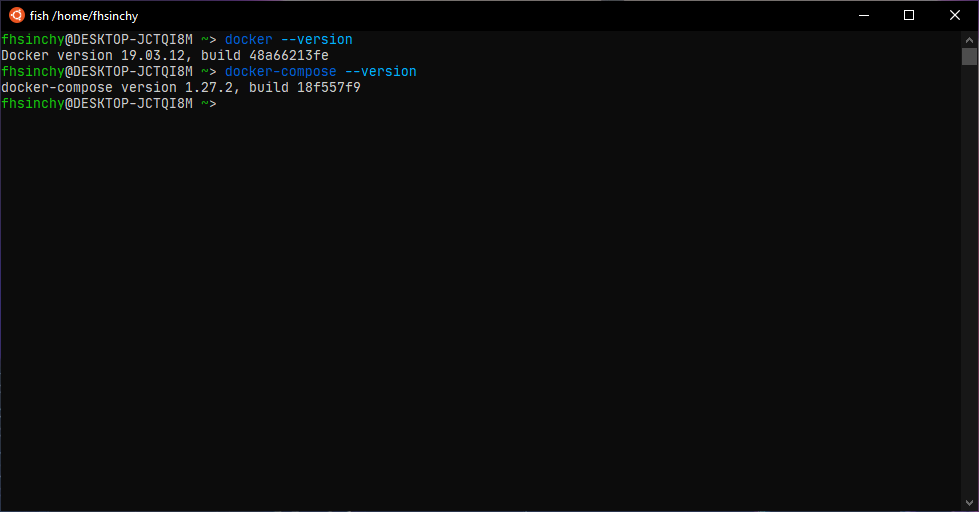 fish /home/fhsinchy
fhsinchy@DESKTOP-JCTQI8M ~> docker --version
Docker version 19.03.12, build 48a66213fe
fhsinchy@DESKTOP-JCTQI8M ~> docker-compose --version
docker-compose version 1.27.2, build 18f557f9
fhsinchy@DESKTOP-JCTQI8M ~>